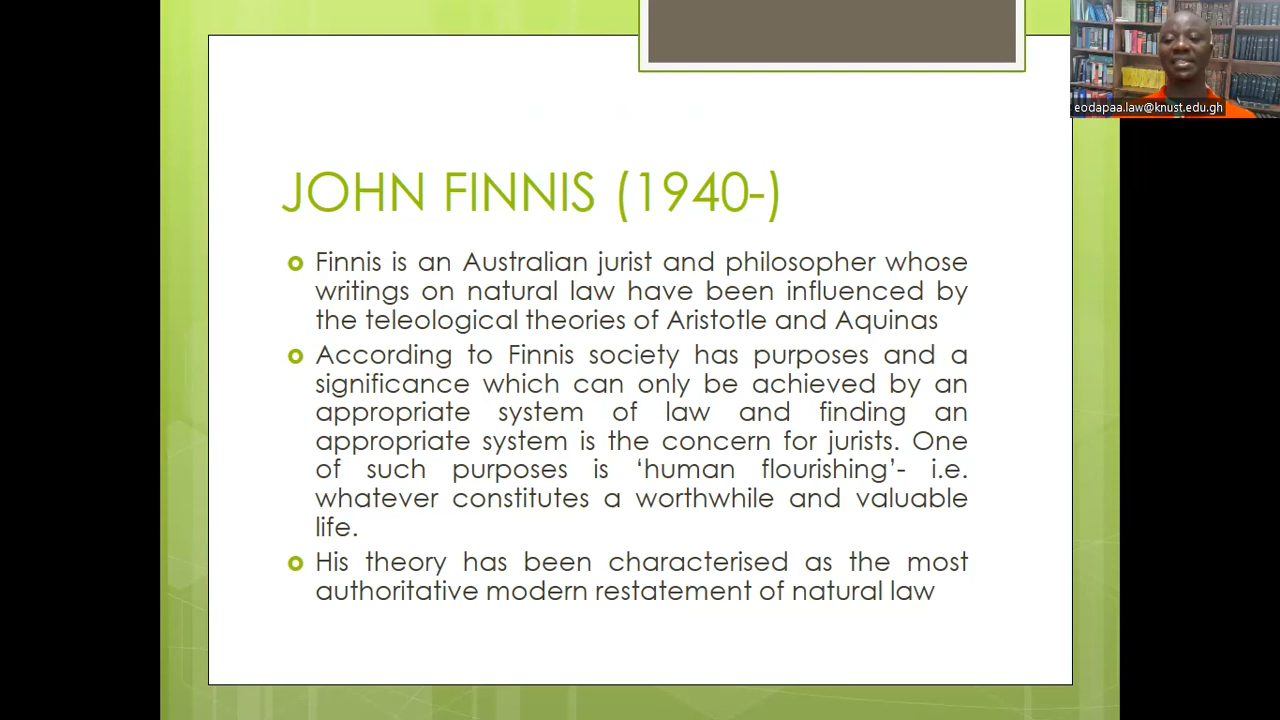 eodapaa.law@knust.edu.gh
JOHN FINNIS (1940-)
Finnis is an Australian jurist and philosopher whose
writings on natural law have been influenced by
the teleological theories of Aristotle and Aquinas
According to Finnis society has purposes and a
significance which can only be achieved by an
appropriate system of law and finding an
appropriate system is the concern for jurists. One
of such purposes is ‘human flourishing’- i.e.
whatever constitutes a worthwhile and valuable
life.
His theory has been characterised as the most
authoritative modern restatement of natural law